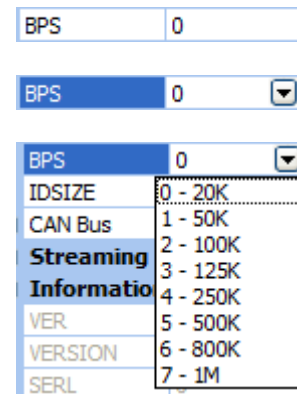 BPS 0
BPS 0
BPS 0
IDSIZE 0 - 20K
CAN Bus 1 - 50K
2 - 100K
Streaming 3 - 125K
Informatio 4 - 250K
VER 5 - 500K
VERSION 6 - 800K
SERL 7 - 1M